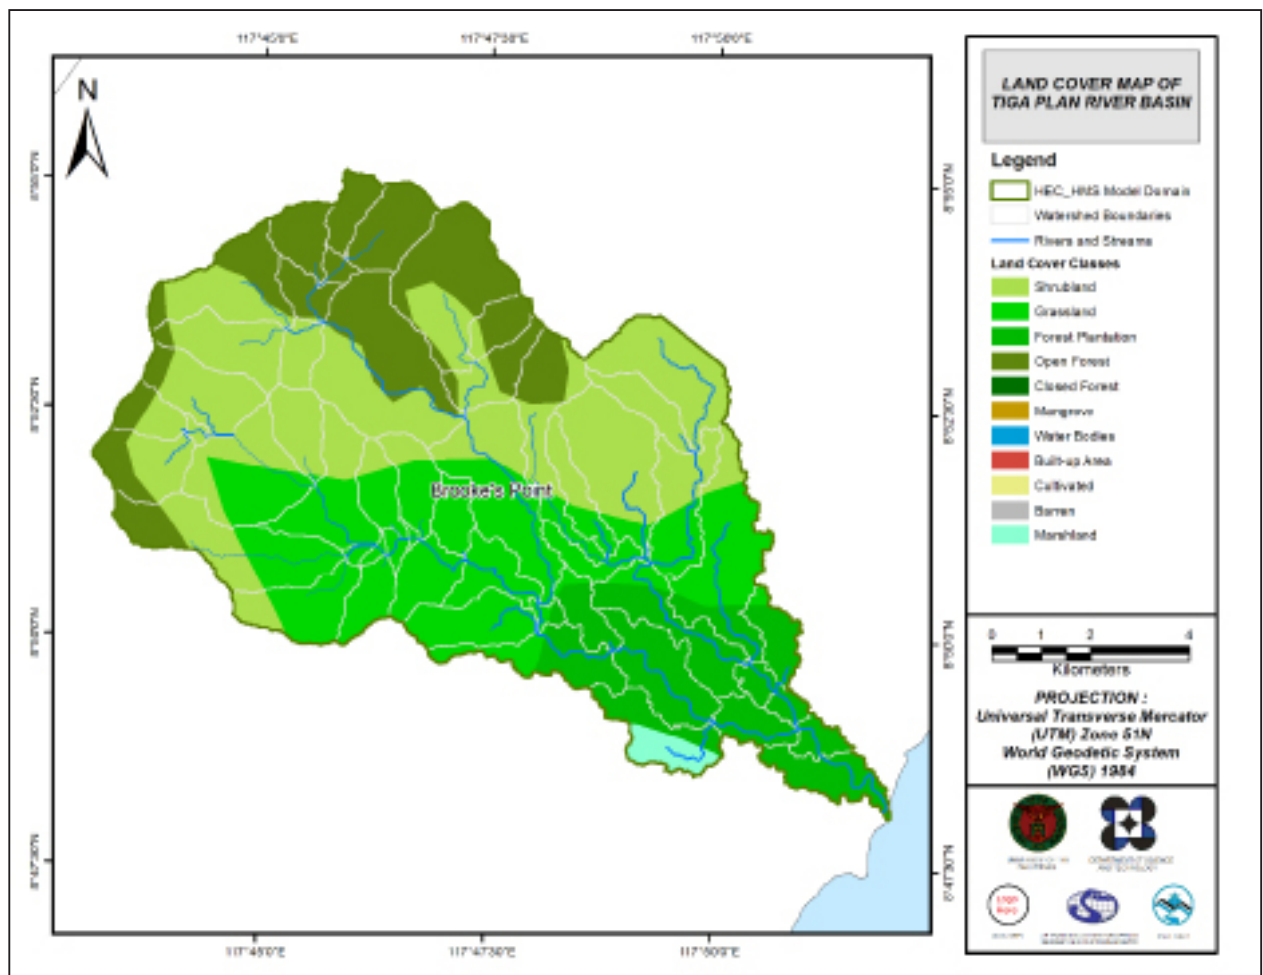 117°45'0"E
117°47'30"E
117°50'0"E
N
Brooke's Point
117°45'0"E
117°47'30"E
117°50'0"E
LAND COVER MAP OF
TIGA PLAN RIVER BASIN
Legend
HEC_HMS Model Domain
Watershed Boundaries
Rivers and Streams
Land Cover Classes
Shrubland
Grassland
Forest Plantation
Open Forest
Closed Forest
Mangrove
Water Bodies
Built-up Area
Cultivated
Barren
Marshland
0 1 2 4
Kilometers
PROJECTION :
Universal Transverse Mercator
(UTM) Zone 51N
World Geodetic System
(WGS) 1984